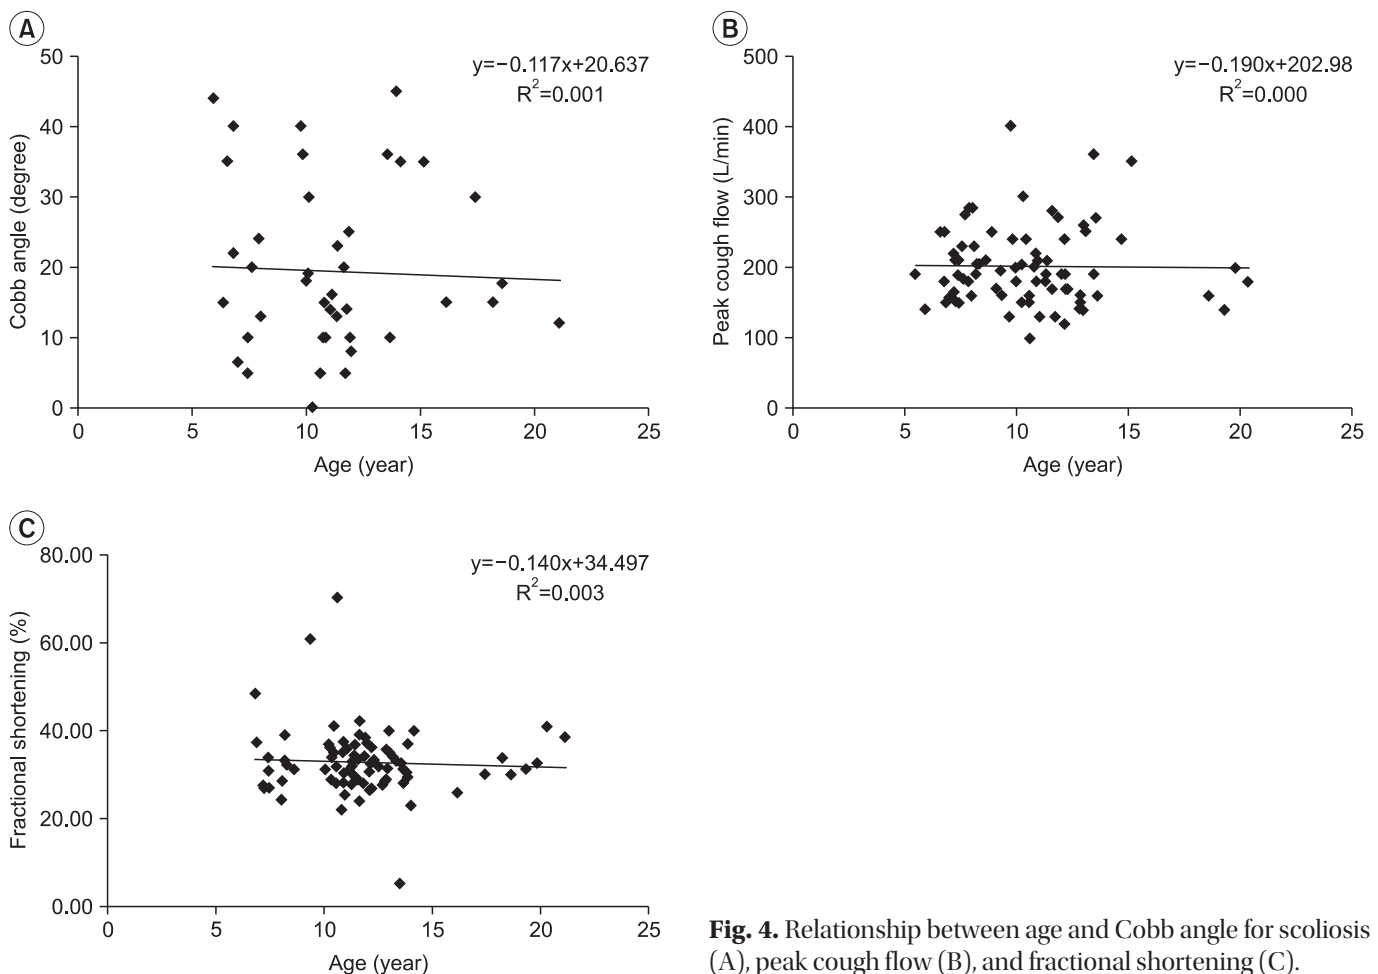 A
y=−0.117x+20.637
R2=0.001
50
40
30
20
10
0
Cobb angle (degree)
0 5 10 15 20 25
Age (year)
B
y=−0.190x+202.98
R2=0.000
500
400
300
200
100
0
Peak cough flow (L/min)
0 5 10 15 20 25
Age (year)
C
y=−0.140x+34.497
R2=0.003
80.00
60.00
40.00
20.00
0.00
Fractional shortening (%)
0 5 10 15 20 25
Age (year)
Fig. 4. Relationship between age and Cobb angle for scoliosis
(A), peak cough flow (B), and fractional shortening (C).